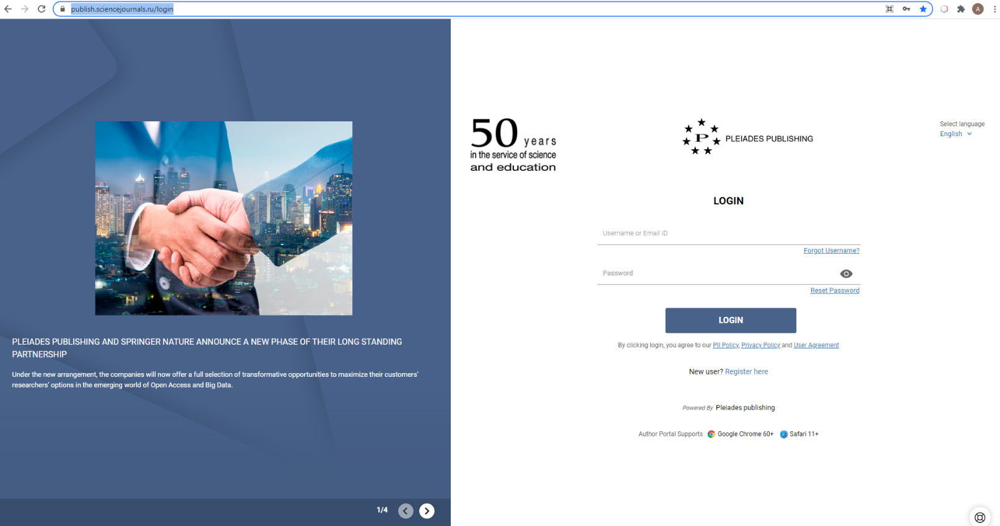 publish.sciencejournals.ru/login
A
50 years
in the service of science
and education
P
PLEIADES PUBLISHING
Select language
English
LOGIN
Username or Email ID
Forgot Username?
Password
Reset Password
LOGIN
By clicking login, you agree to our PII Policy, Privacy Policy and User Agreement
New user? Register here
Powered By Pleiades publishing
Author Portal Supports Google Chrome 60+ Safari 11+
PLEIADES PUBLISHING AND SPRINGER NATURE ANNOUNCE A NEW PHASE OF THEIR LONG STANDING
PARTNERSHIP
Under the new arrangement, the companies will now offer a full selection of transformative opportunities to maximize their customers’
researchers’ options in the emerging world of Open Access and Big Data.
1/4